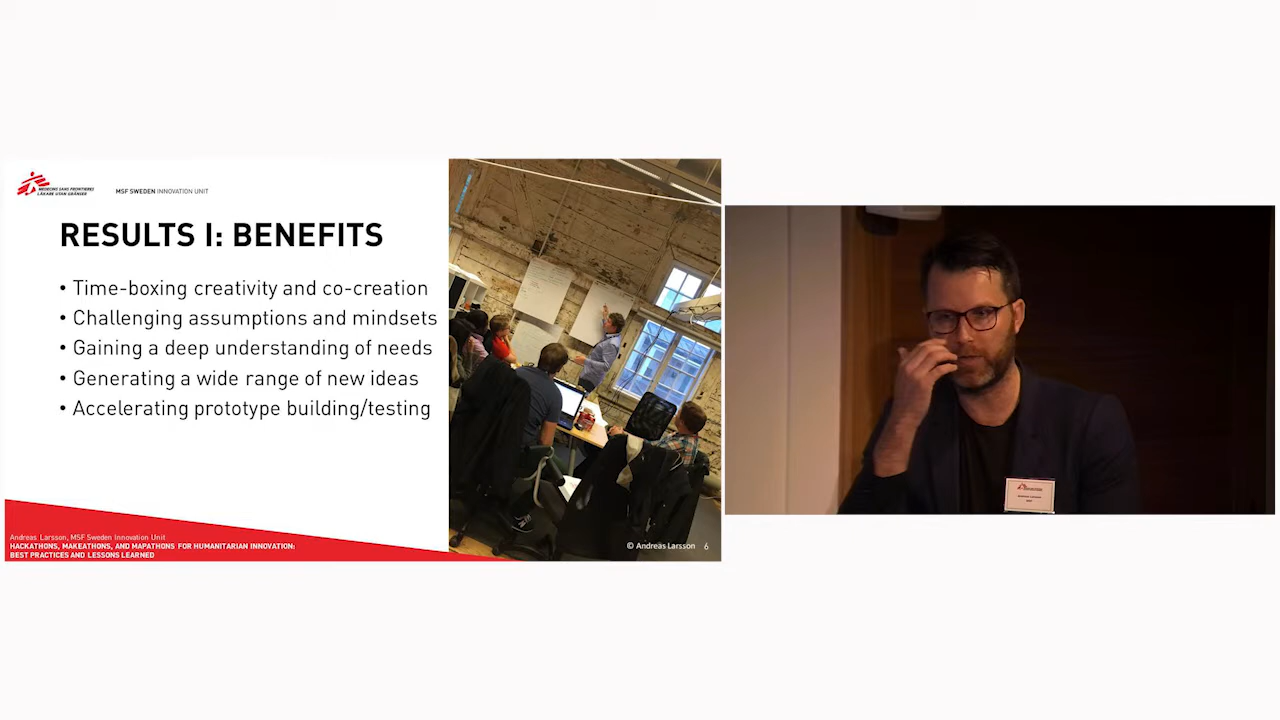 MEDECINS SANS FRONTIERES
LÄKARE UTAN GRÄNSER
MSF SWEDEN INNOVATION UNIT
RESULTS I: BENEFITS
• Time-boxing creativity and co-creation
• Challenging assumptions and mindsets
• Gaining a deep understanding of needs
• Generating a wide range of new ideas
• Accelerating prototype building/testing
Andreas Larsson, MSF Sweden Innovation Unit
HACKATHONS, MAKEATHONS, AND MAPATHONS FOR HUMANITARIAN INNOVATION:
BEST PRACTICES AND LESSONS LEARNED
© Andreas Larsson 6